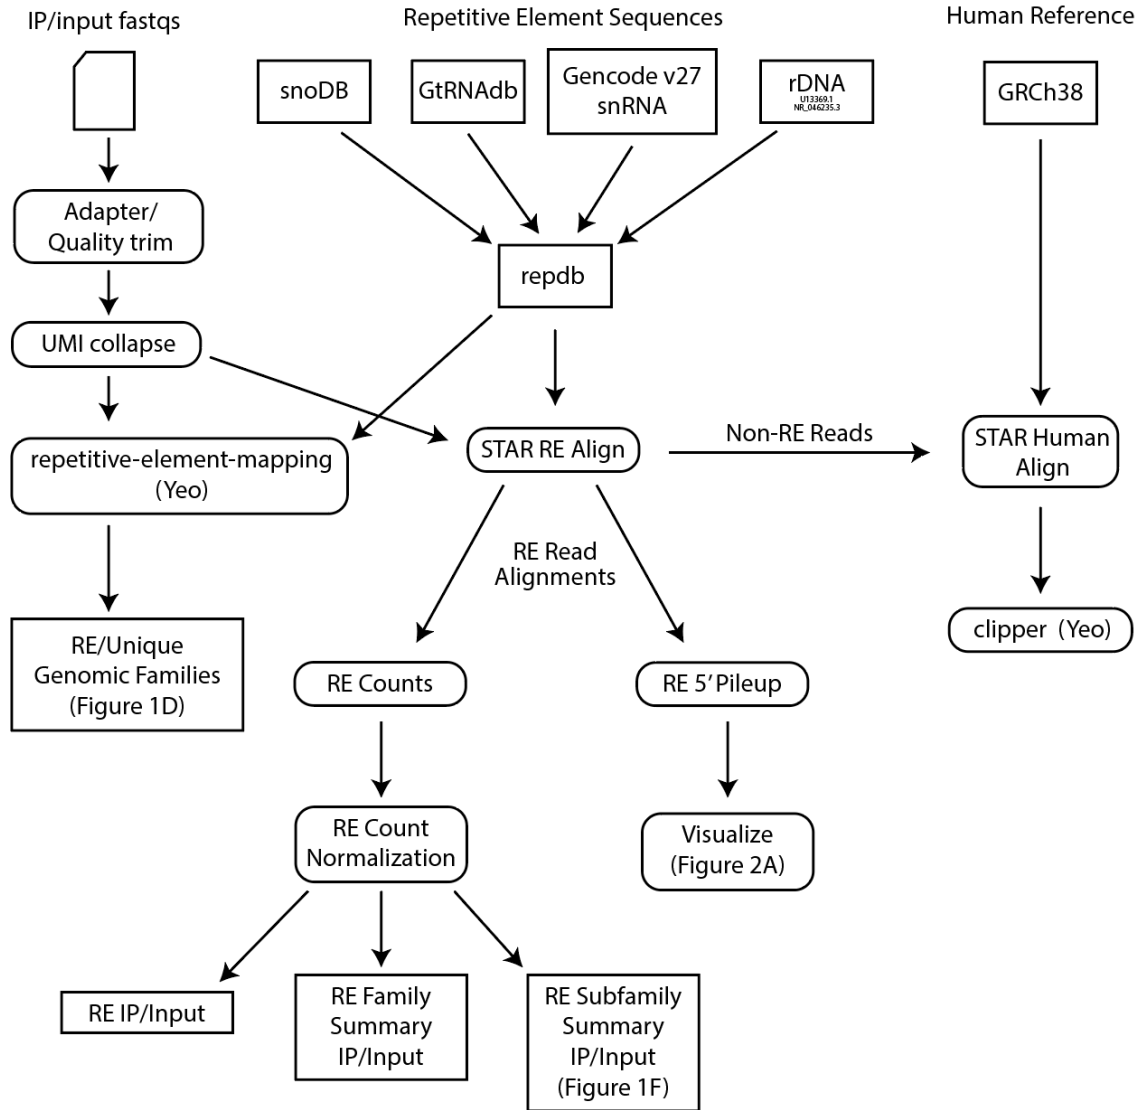 IP/input fastqs
Repetitive Element Sequences
Human Reference
snoDB
GtRNAdb
Gencode v27
snRNA
rDNA
U13369.1
NR_046235.3
GRCh38
Adapter/
Quality trim
repdb
UMI collapse
repetitive-element-mapping
(Yeo)
STAR RE Align
Non-RE Reads
STAR Human
Align
RE Read
Alignments
RE/Unique
Genomic Families
(Figure 1D)
RE Counts
RE 5’ Pileup
clipper (Yeo)
RE Count
Normalization
Visualize
(Figure 2A)
RE IP/Input
RE Family
Summary
IP/Input
RE Subfamily
Summary
IP/Input
(Figure 1F)